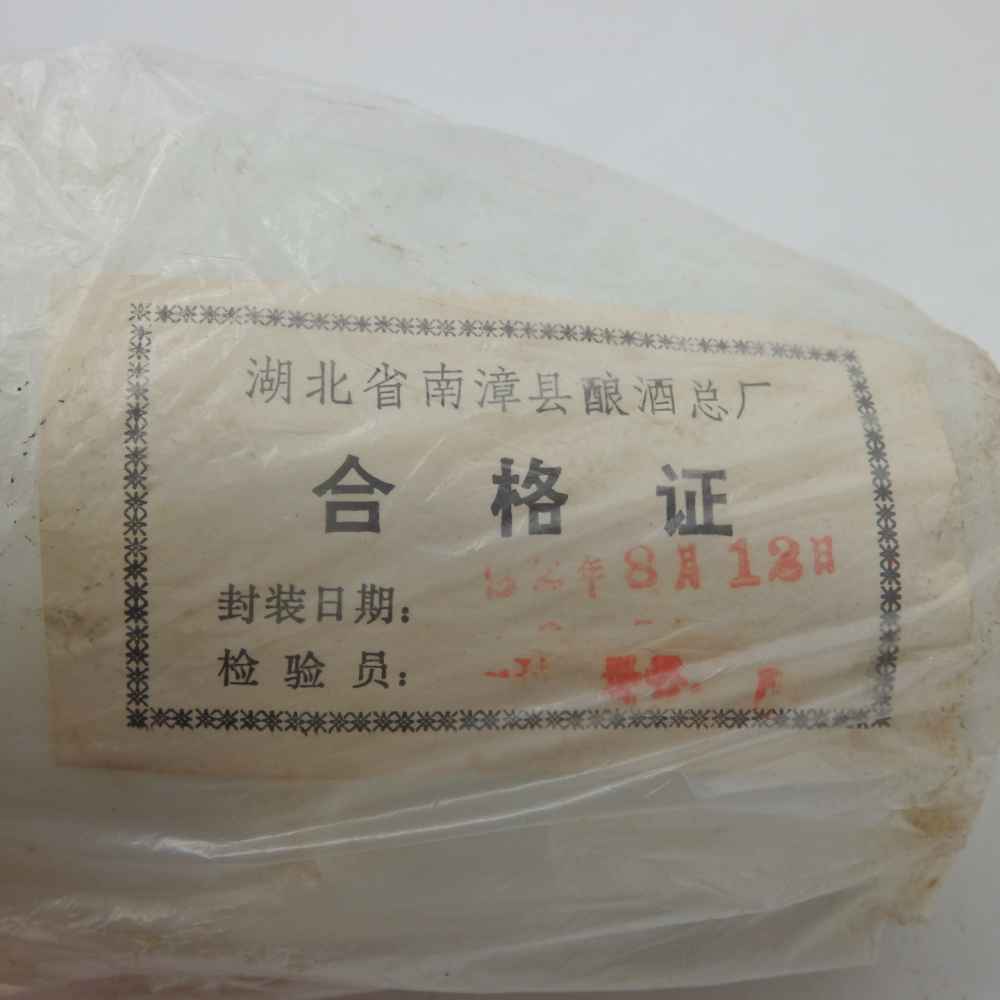 湖北省南漳县酿酒总厂
合格证
封装日期: 年8月12日
检验员: